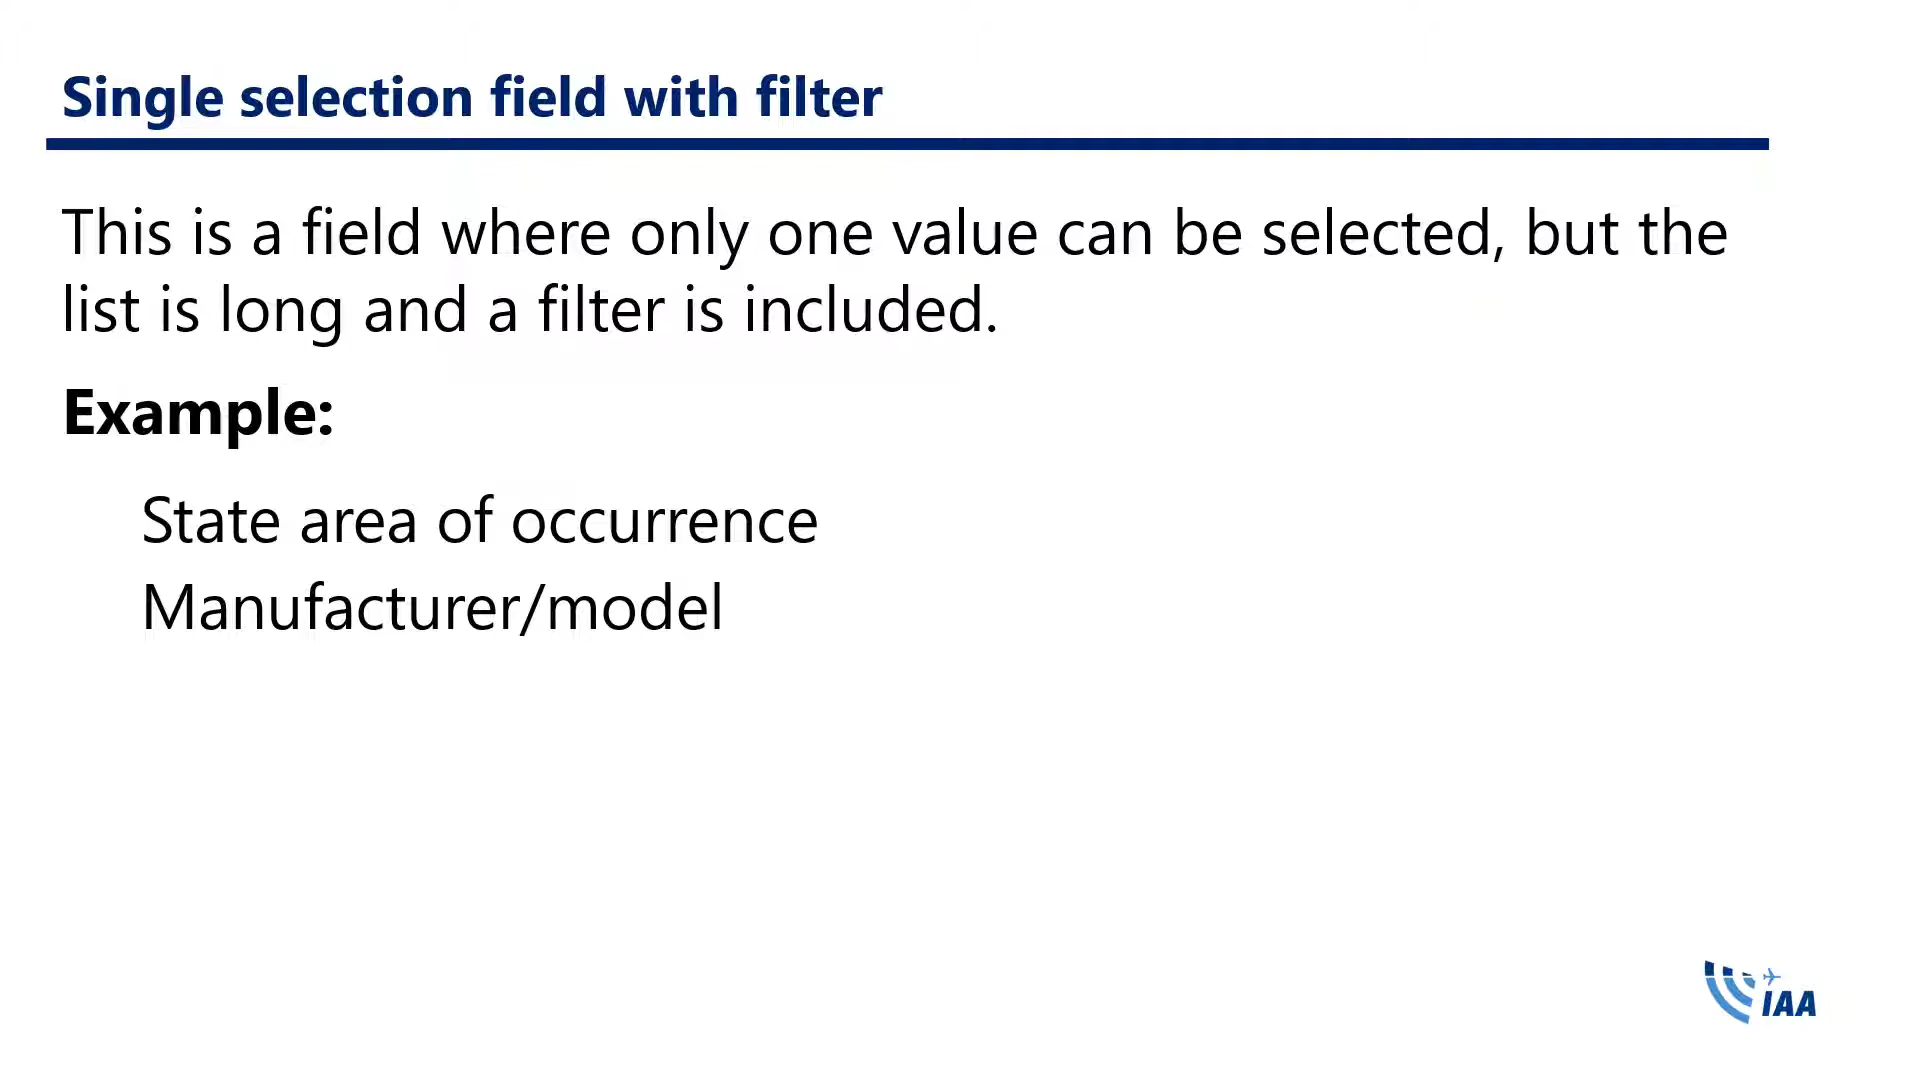 Single selection field with filter
This is a field where only one value can be selected, but the
list is long and a filter is included.
Example:
State area of occurrence
Manufacturer/model
IAA